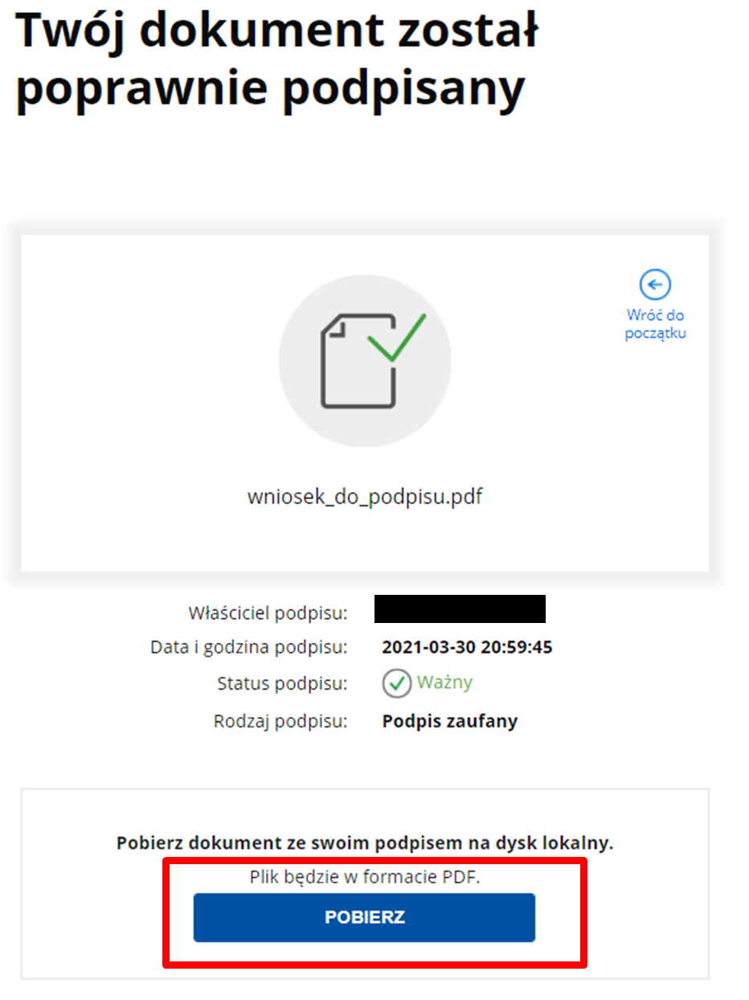 Twój dokument został
poprawnie podpisany
Wróć do
początku
wniosek_do_podpisu.pdf
Właściciel podpisu:
Data i godzina podpisu: 2021-03-30 20:59:45
Status podpisu: Ważny
Rodzaj podpisu: Podpis zaufany
Pobierz dokument ze swoim podpisem na dysk lokalny.
Plik będzie w formacie PDF.
POBIERZ